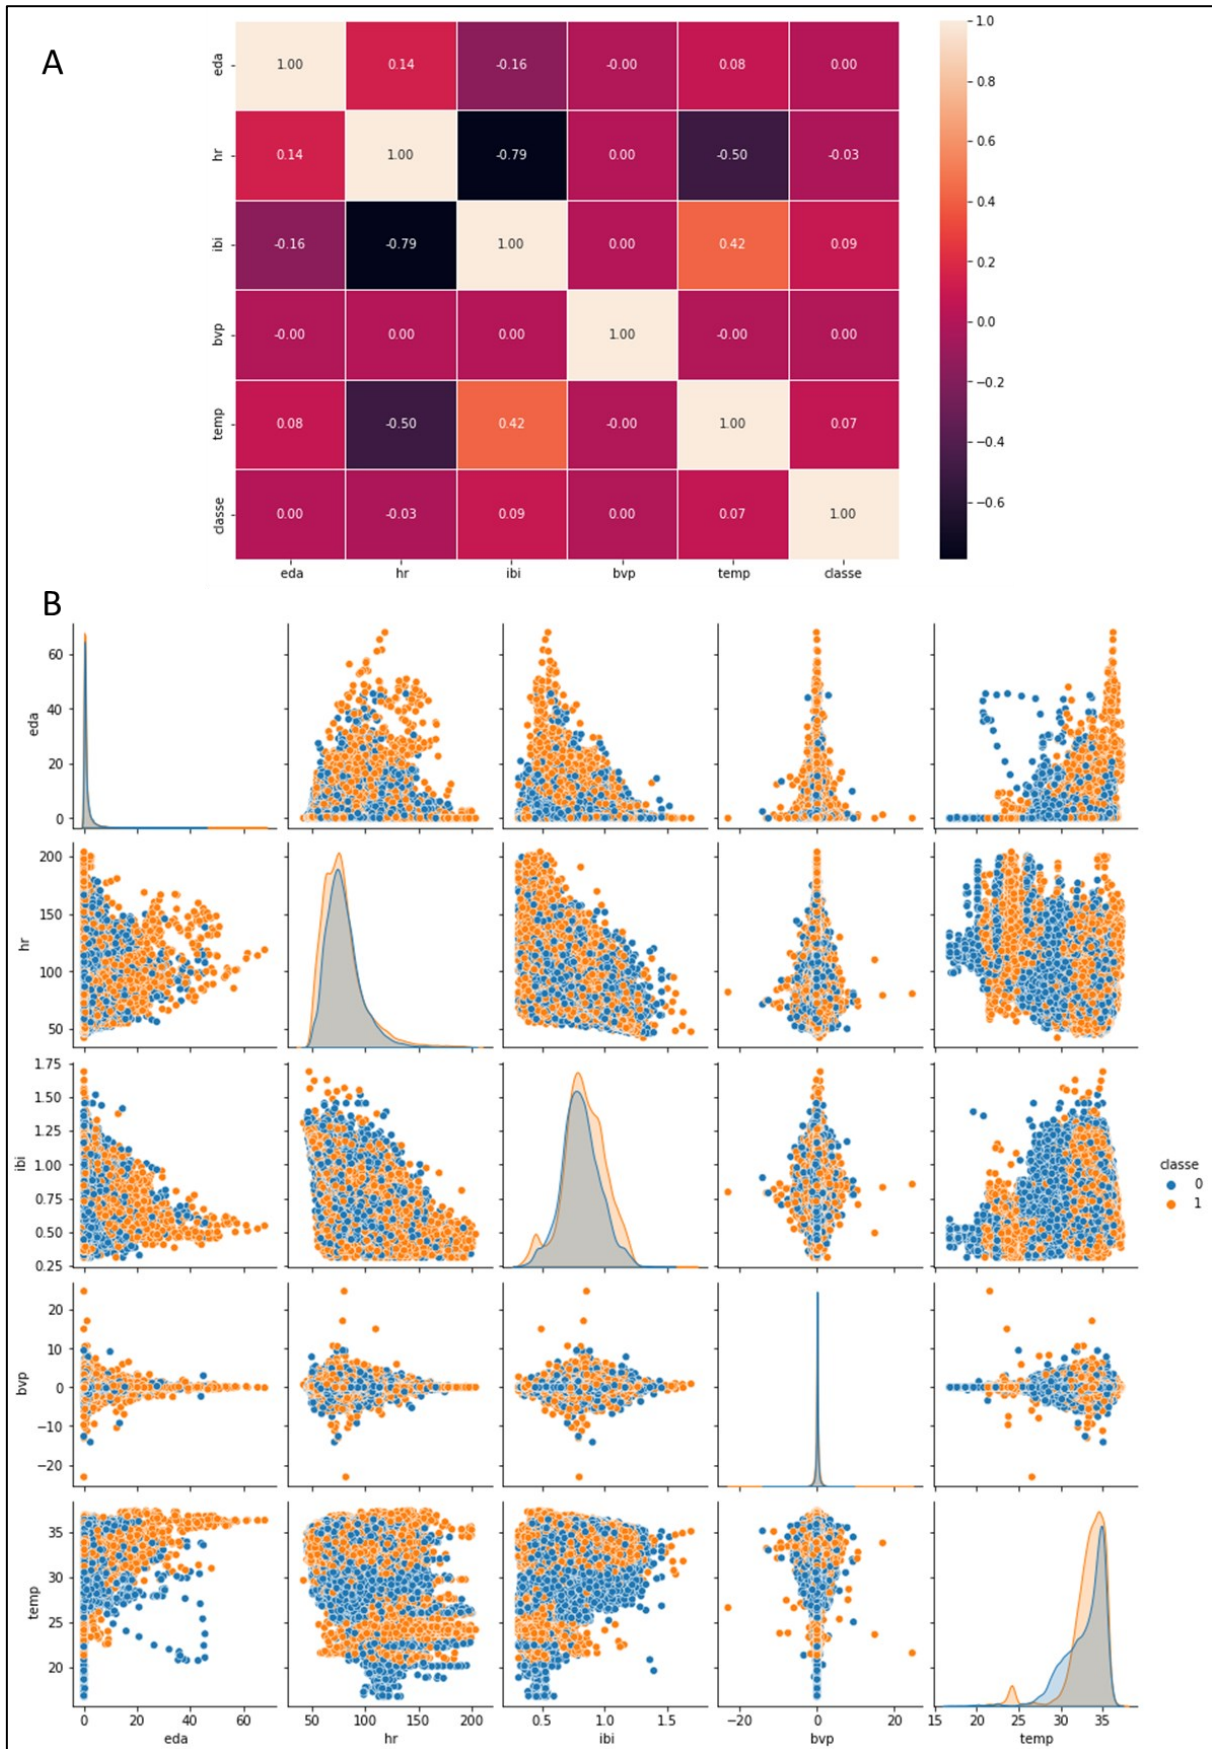 A
1.0
eda 1.00 0.14 -0.16 -0.00 0.08 0.00
0.8
hr 0.14 1.00 -0.79 0.00 -0.50 -0.03
0.6
0.4
ibi -0.16 -0.79 1.00 0.00 0.42 0.09
0.2
bvp -0.00 0.00 0.00 1.00 -0.00 0.00
0.0
−0.2
temp 0.08 -0.50 0.42 -0.00 1.00 0.07
−0.4
classe 0.00 -0.03 0.09 0.00 0.07 1.00
−0.6
eda hr ibi bvp temp classe
B
60
40
eda
20
0
200
150
hr
100
50
1.75
1.50
1.25
ibi
1.00
0.75
0.50
0.25
classe
0
1
20
10
bvp
0
−10
−20
35
30
temp
25
20
0 20 40 60 50 100 150 200 0.5 1.0 1.5 −20 0 20 15 20 25 30 35
eda hr ibi bvp temp